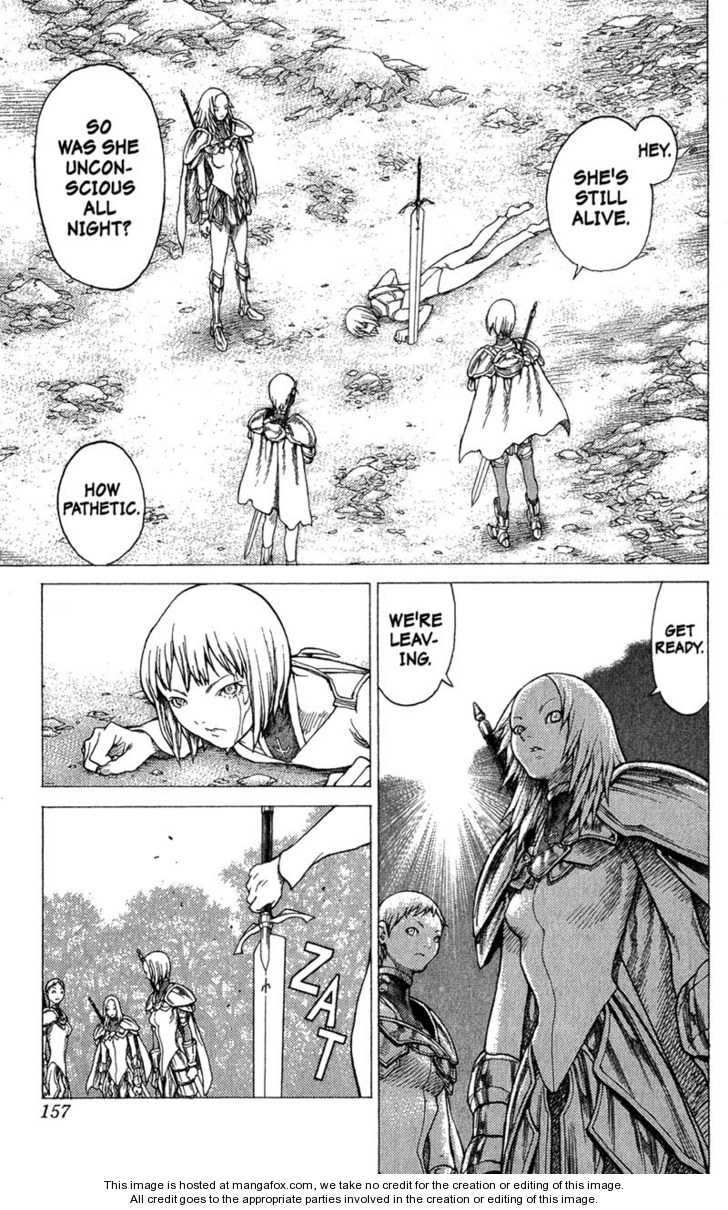 HEY.
SHE'S
STILL
ALIVE.
SO
WAS SHE
UNCON-
SCIOUS
ALL
NIGHT?
HOW
PATHETIC.
GET
READY.
WE'RE
LEAV-
ING.
ZAT
157
This image is hosted at mangafox.com, we take no credit for the creation or editing of this image.
All credit goes to the appropriate parties involved in the creation or editing of this image.